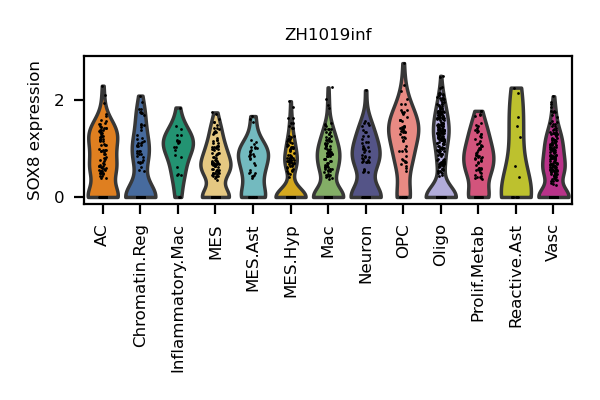 ZH1019inf
SOX8 expression
2
0
AC
Chromatin.Reg
Inflammatory.Mac
MES
MES.Ast
MES.Hyp
Mac
Neuron
OPC
Oligo
Prolif.Metab
Reactive.Ast
Vasc